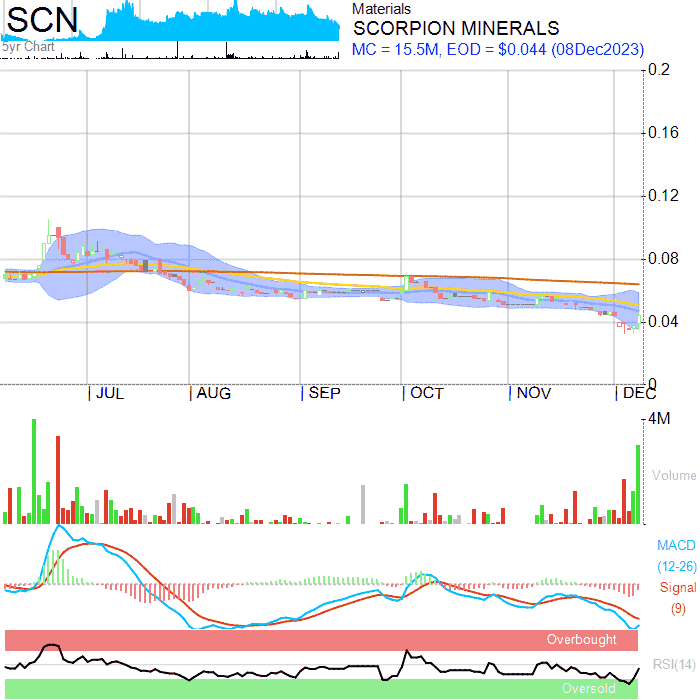 SCN
5yr Chart
Materials
SCORPION MINERALS
MC = 15.5M, EOD = $0.044 (08Dec2023)
0.2
0.16
0.12
0.08
0.04
0
JUL AUG SEP OCT NOV DEC
4M
Volume
MACD
(12-26)
Signal
(9)
Overbought
RSI(14)
Oversold